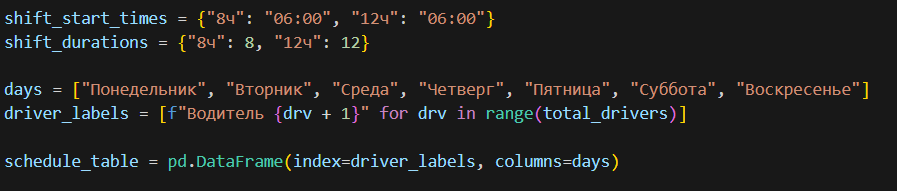 shift_start_times = {"8ч": "06:00", "12ч": "06:00"}
shift_durations = {"8ч": 8, "12ч": 12}
days = ["Понедельник", "Вторник", "Среда", "Четверг", "Пятница", "Суббота", "Воскресенье"]
driver_labels = [f"Водитель {drv + 1}" for drv in range(total_drivers)]
schedule_table = pd.DataFrame(index=driver_labels, columns=days)